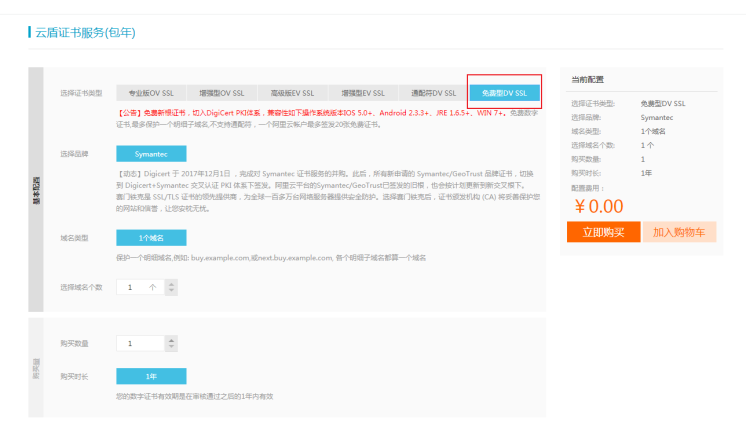 云盾证书服务(包年)
基本配置
选择证书类型
专业版OV SSL 增强型OV SSL 高级版EV SSL 增强型EV SSL 通配符DV SSL 免费型DV SSL
【公告】免费新根证书，切入DigiCert PKI体系，兼容性如下操作系统版本IOS 5.0+、Android 2.3.3+、JRE 1.6.5+、WIN 7+。免费数字
证书,最多保护一个明细子域名,不支持通配符，一个阿里云帐户最多签发20张免费证书。
选择品牌
Symantec
【动态】Digicert 于 2017年12月1日，完成对 Symantec 证书服务的并购。此后，所有新申请的 Symantec/GeoTrust 品牌证书，切换
到 Digicert+Symantec 交叉认证 PKI 体系下签发。阿里云平台的Symantec/GeoTrust已签发的旧根，也会按计划更新到新交叉根下。
赛门铁克是 SSL/TLS 证书的领先提供商，为全球一百多万台网络服务器提供安全防护。选择赛门铁克后，证书颁发机构 (CA) 将妥善保护您
的网站和信誉，让您安枕无忧。
域名类型
1个域名
保护一个明细域名,例如: buy.example.com,或next.buy.example.com, 各个明细子域名都算一个域名
选择域名个数
1 个
购买量
购买数量
1
购买时长
1年
您的数字证书有效期是在审核通过之后的1年内有效
当前配置
选择证书类型: 免费型DV SSL
选择品牌: Symantec
域名类型: 1个域名
选择域名个数: 1 个
购买数量: 1
购买时长: 1年
配置费用：
￥0.00
立即购买 加入购物车